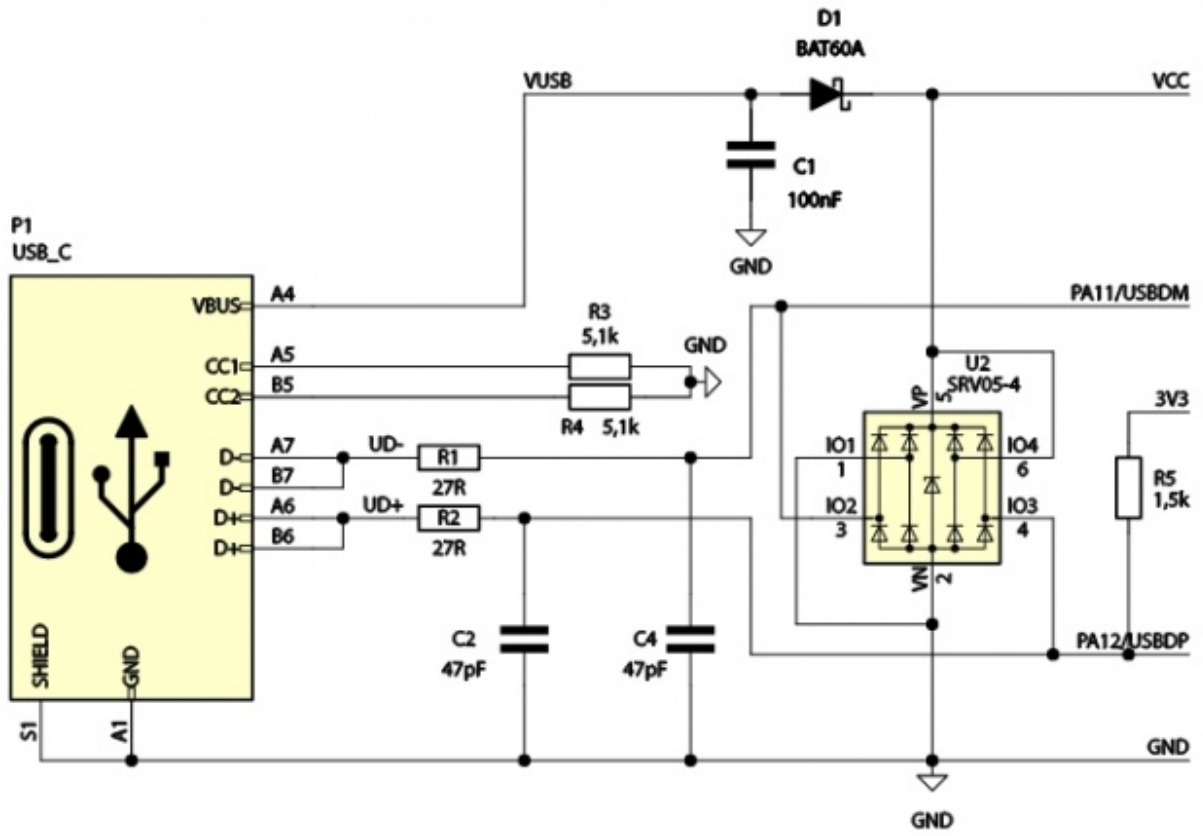 D1
BAT60A
VUSB
VCC
C1
100nF
GND
P1
USB_C
VBUS
A4
PA11/USBDM
R3
5,1k
GND
CC1
A5
CC2
B5
R4 5,1k
U2
SRV05-4
VP
5
3V3
D-
A7
UD-
R1
27R
D-
B7
D+
A6
UD+
R2
27R
D+
B6
IO1
1
IO4
6
IO2
3
IO3
4
R5
1,5k
VN
2
C2
47pF
C4
47pF
PA12/USBDP
SHIELD
GND
S1
A1
GND
GND